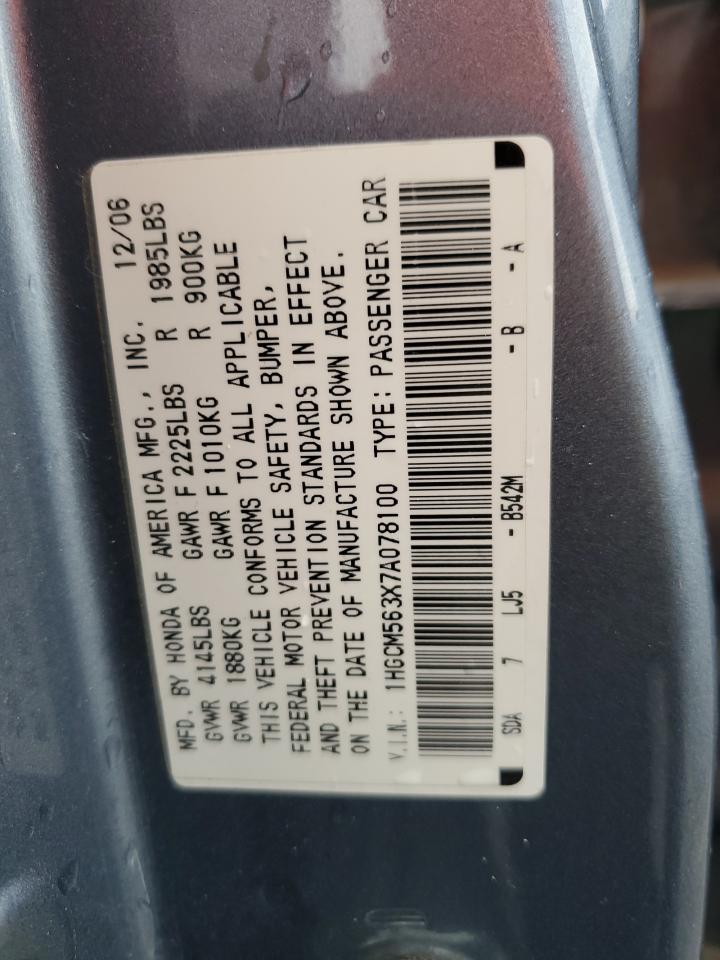 MFD. BY HONDA OF AMERICA MFG., INC. 12/06
GVWR 4145LBS GAWR F 2225LBS R 1985LBS
GVWR 1880KG GAWR F 1010KG R 900KG
THIS VEHICLE CONFORMS TO ALL APPLICABLE
FEDERAL MOTOR VEHICLE SAFETY, BUMPER,
AND THEFT PREVENTION STANDARDS IN EFFECT
ON THE DATE OF MANUFACTURE SHOWN ABOVE.
V.I.N.: 1HGCM563X7A078100 TYPE: PASSENGER CAR
SDA 7 LJ5 - B542M - B - A